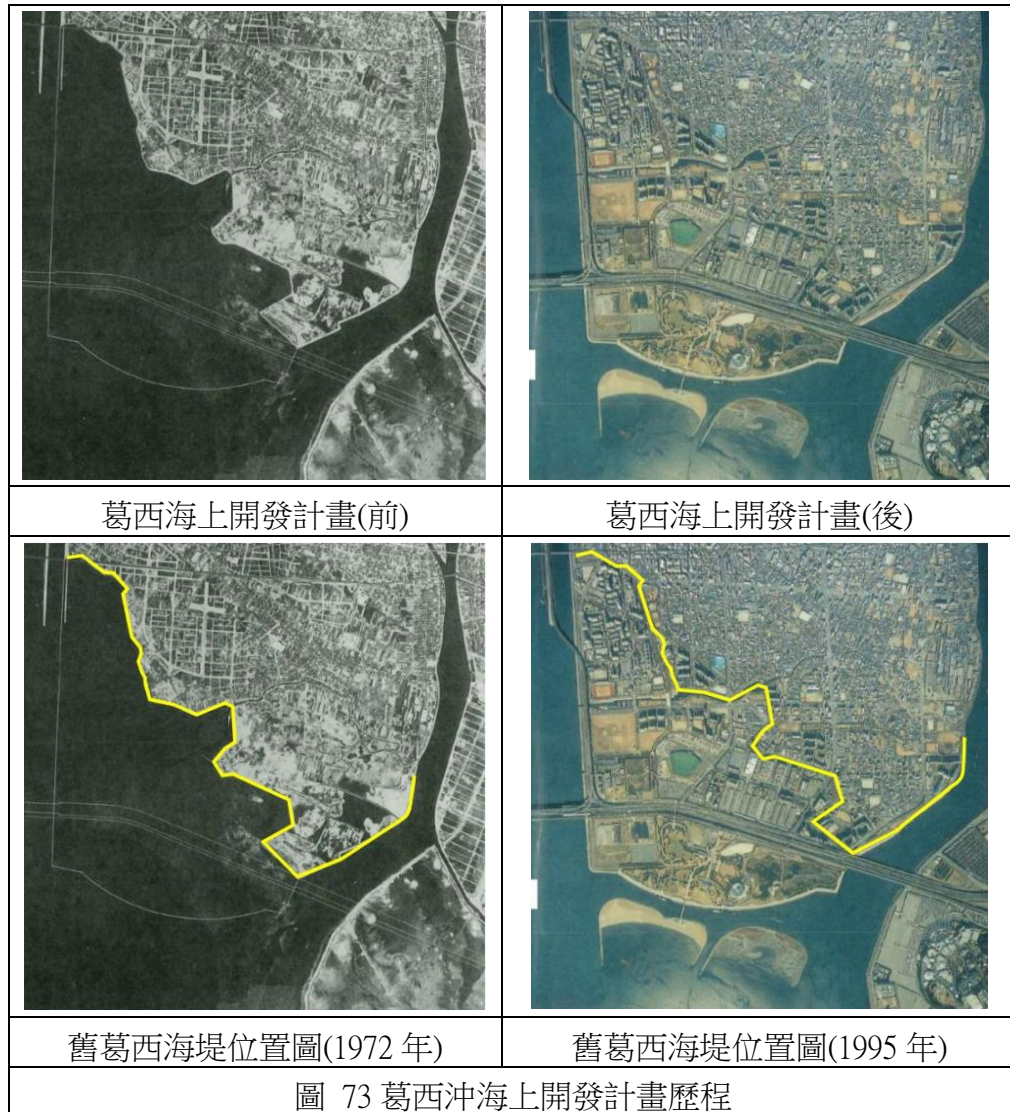 葛西海上開發計畫(前)
葛西海上開發計畫(後)
舊葛西海堤位置圖(1972 年)
舊葛西海堤位置圖(1995 年)
圖 73 葛西沖海上開發計畫歷程